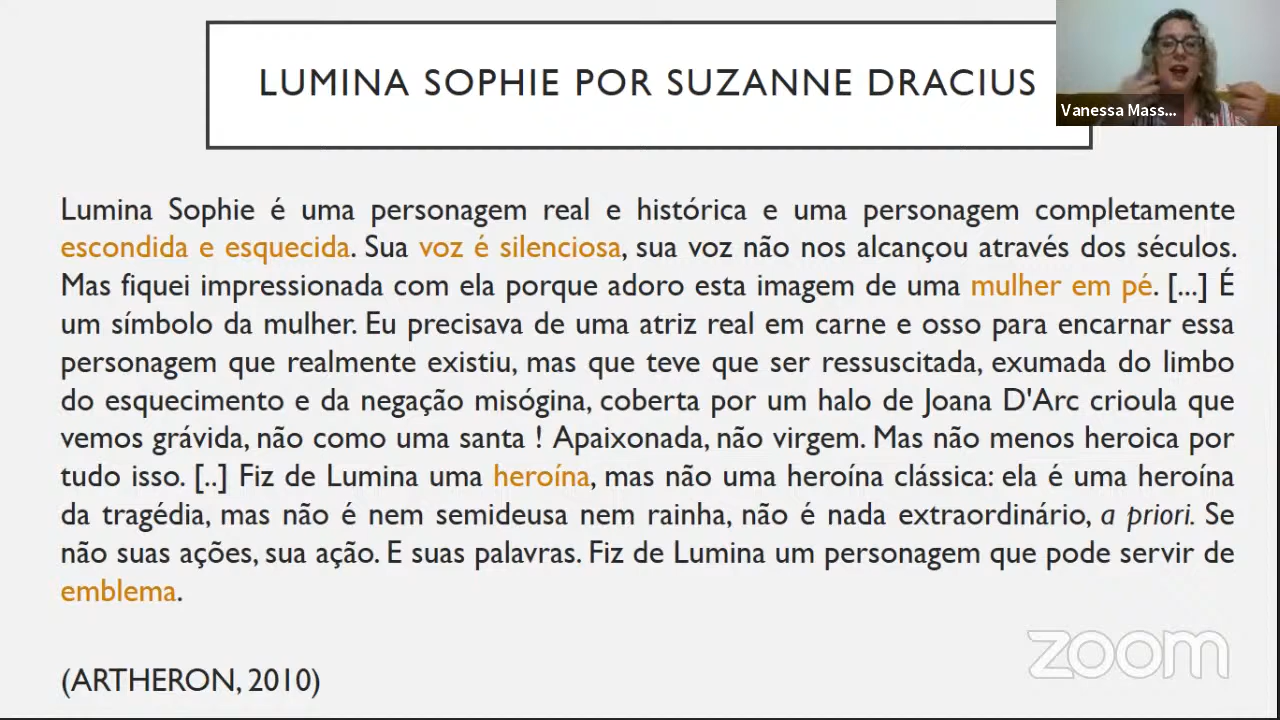 LUMINA SOPHIE POR SUZANNE DRACIUS
Vanessa Mass...
Lumina Sophie é uma personagem real e histórica e uma personagem completamente
escondida e esquecida. Sua voz é silenciosa, sua voz não nos alcançou através dos séculos.
Mas fiquei impressionada com ela porque adoro esta imagem de uma mulher em pé. [...] É
um símbolo da mulher. Eu precisava de uma atriz real em carne e osso para encarnar essa
personagem que realmente existiu, mas que teve que ser ressuscitada, exumada do limbo
do esquecimento e da negação misógina, coberta por um halo de Joana D'Arc crioula que
vemos grávida, não como uma santa ! Apaixonada, não virgem. Mas não menos heroica por
tudo isso. [..] Fiz de Lumina uma heroína, mas não uma heroína clássica: ela é uma heroína
da tragédia, mas não é nem semideusa nem rainha, não é nada extraordinário, a priori. Se
não suas ações, sua ação. E suas palavras. Fiz de Lumina um personagem que pode servir de
emblema.
(ARTHERON, 2010)
zoom